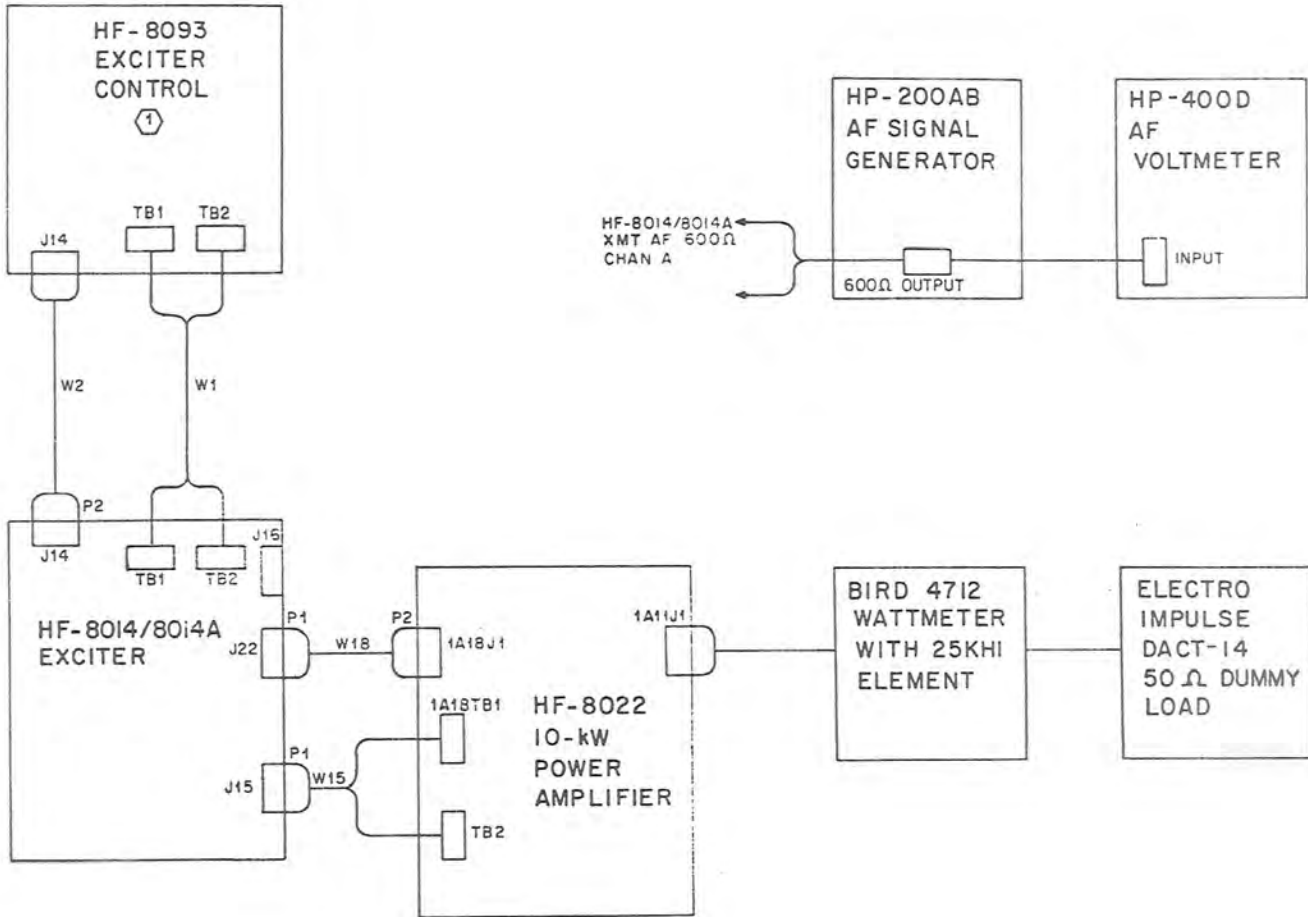 HF-8093
EXCITER
CONTROL
1
TB1
TB2
J14
W2
W1
HP-200AB
AF SIGNAL
GENERATOR
HP-400D
AF
VOLTMETER
HF-8014/8014A
XMT AF 600Ω
CHAN A
600Ω OUTPUT
INPUT
P2
J14
TB1
TB2
J16
HF-8014/8014A
EXCITER
P1
J22
W18
P2
1A18J1
1A18TB1
P1
J15
W15
TB2
HF-8022
10-kW
POWER
AMPLIFIER
1A11J1
BIRD 4712
WATTMETER
WITH 25KH1
ELEMENT
ELECTRO
IMPULSE
DACT-14
50 Ω DUMMY
LOAD